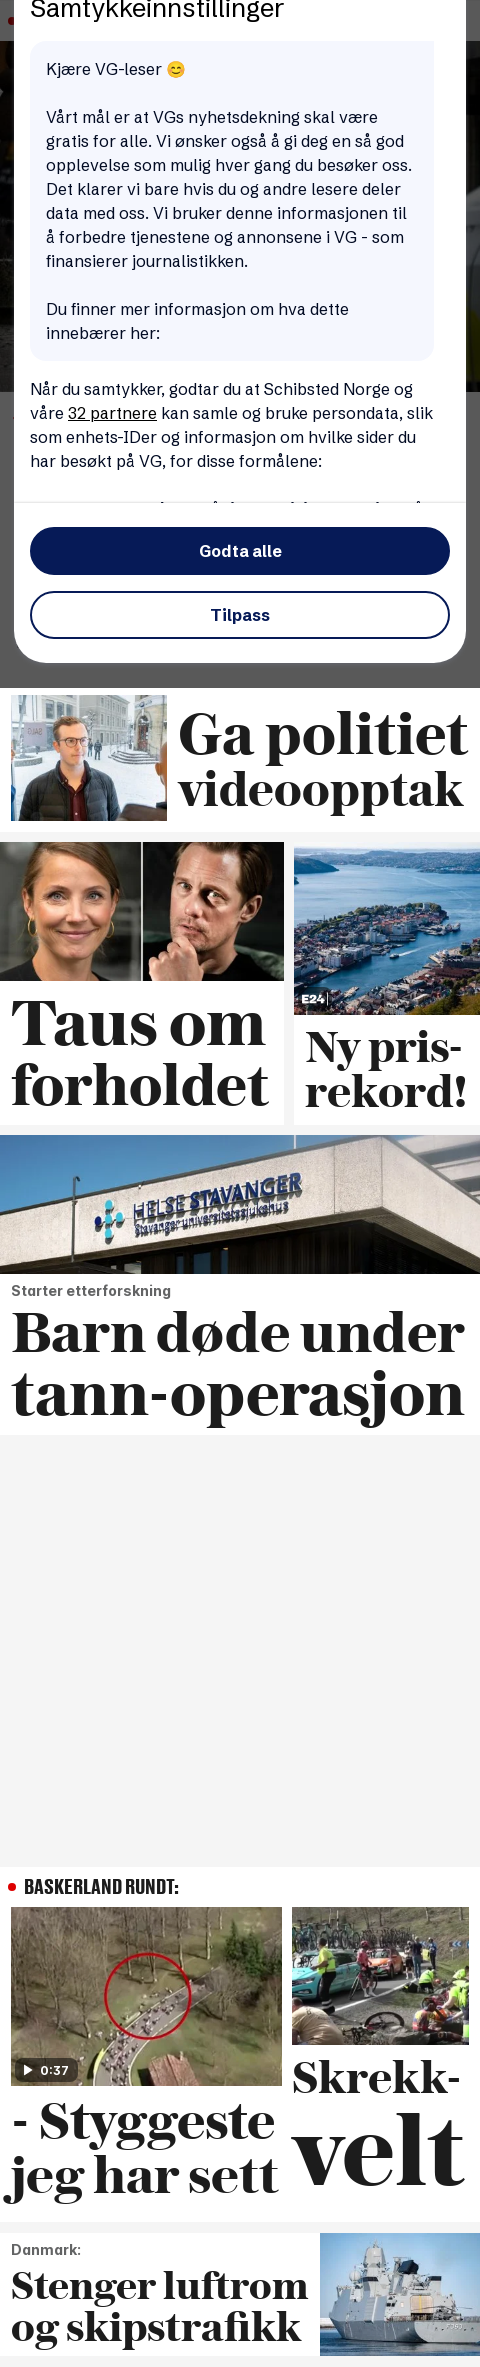 Samtykkeinnstillinger
Kjære VG-leser 😊
Vårt mål er at VGs nyhetsdekning skal være
gratis for alle. Vi ønsker også å gi deg en så god
opplevelse som mulig hver gang du besøker oss.
Det klarer vi bare hvis du og andre lesere deler
data med oss. Vi bruker denne informasjonen til
å forbedre tjenestene og annonsene i VG - som
finansierer journalistikken.
Du finner mer informasjon om hva dette
innebærer her:
Når du samtykker, godtar du at Schibsted Norge og
våre 32 partnere kan samle og bruke persondata, slik
som enhets-IDer og informasjon om hvilke sider du
har besøkt på VG, for disse formålene:
Godta alle
Tilpass
Ga politiet
videoopptak
Taus om
forholdet
E24
Ny pris-
rekord!
HELSE STAVANGER
Stavanger universitetssjukehus
Starter etterforskning
Barn døde under
tann-operasjon
BASKERLAND RUNDT:
0:37
- Styggeste
jeg har sett
Skrekk-
velt
Danmark:
Stenger luftrom
og skipstrafikk